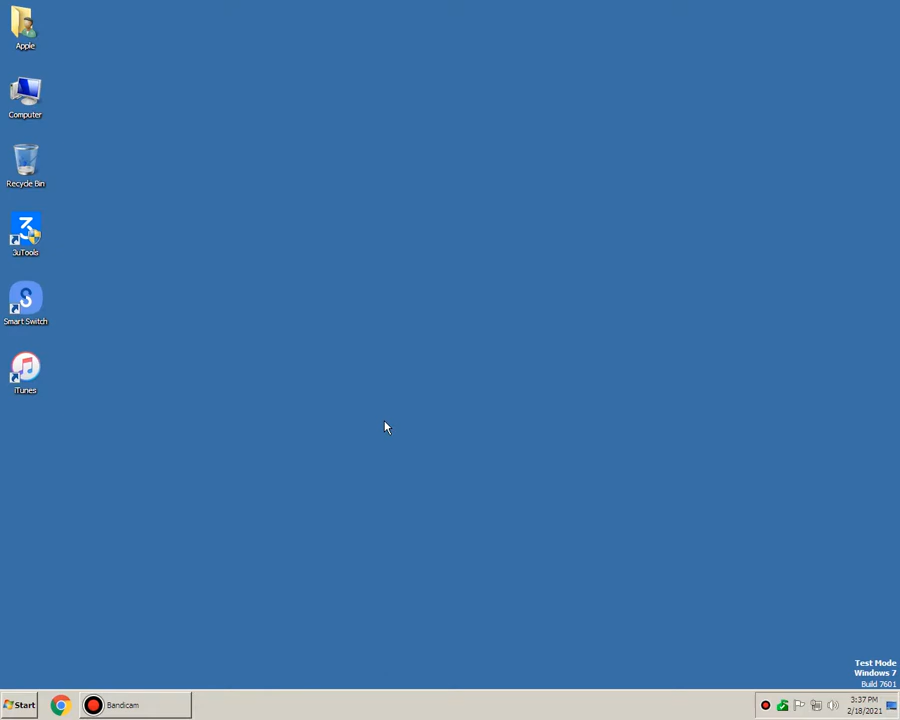 Apple
Computer
Recycle Bin
3uTools
Smart Switch
iTunes
Test Mode
Windows 7
Build 7601
Start
Bandicam
3:37 PM
2/18/2021